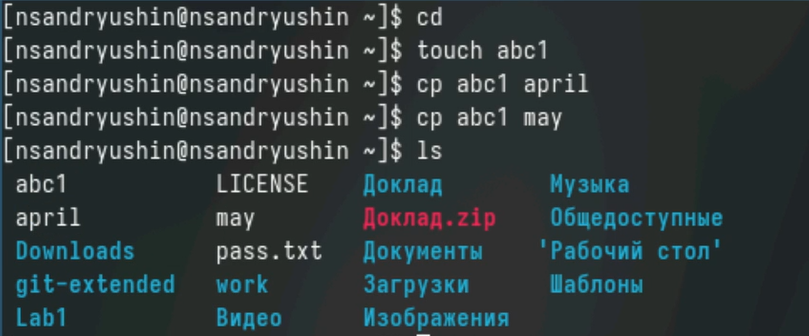 [nsandryushin@nsandryushin ~]$ cd
[nsandryushin@nsandryushin ~]$ touch abc1
[nsandryushin@nsandryushin ~]$ cp abc1 april
[nsandryushin@nsandryushin ~]$ cp abc1 may
[nsandryushin@nsandryushin ~]$ ls
abc1 LICENSE Доклад Музыка
april may Доклад.zip Общедоступные
Downloads pass.txt Документы 'Рабочий стол'
git-extended work Загрузки Шаблоны
Lab1 Видео Изображения